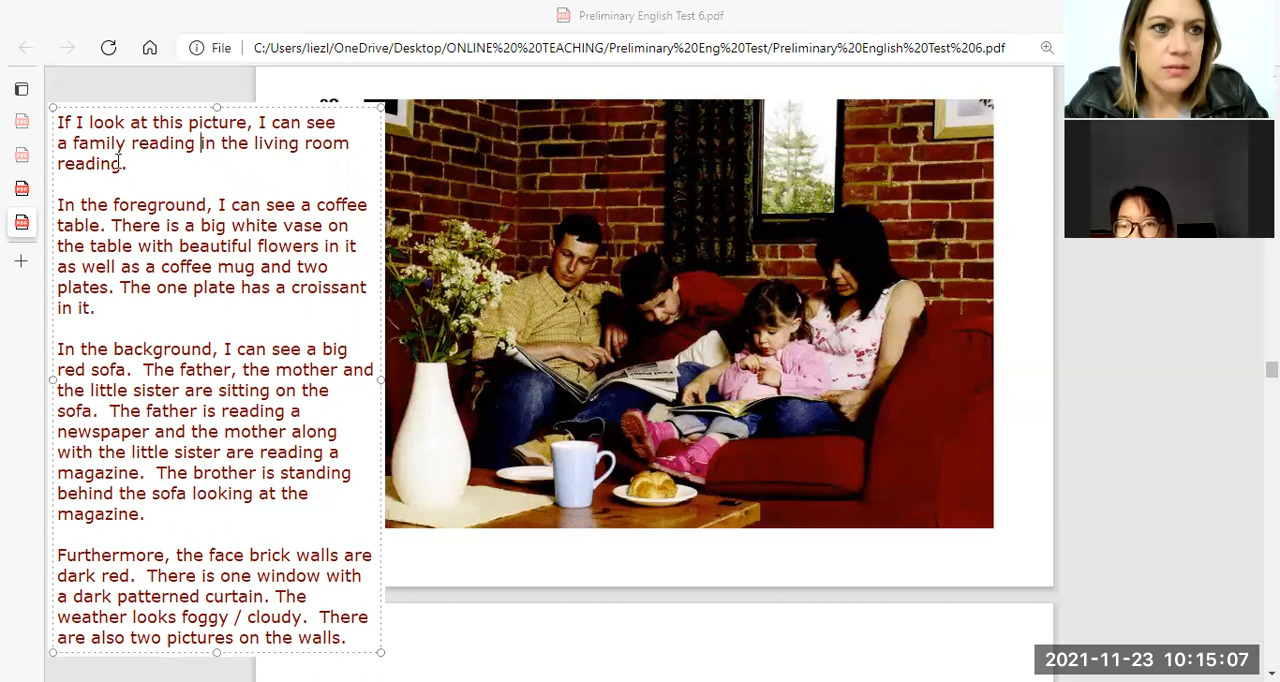 Preliminary English Test 6.pdf
File
C:/Users/liezl/OneDrive/Desktop/ONLINE%20%20TEACHING/Preliminary%20Eng%20Test/Preliminary%20English%20Test%206.pdf
If I look at this picture, I can see
a family reading in the living room
reading.
In the foreground, I can see a coffee
table. There is a big white vase on
the table with beautiful flowers in it
as well as a coffee mug and two
plates. The one plate has a croissant
in it.
In the background, I can see a big
red sofa.  The father, the mother and
the little sister are sitting on the
sofa.  The father is reading a
newspaper and the mother along
with the little sister are reading a
magazine.  The brother is standing
behind the sofa looking at the
magazine.
Furthermore, the face brick walls are
dark red.  There is one window with
a dark patterned curtain. The
weather looks foggy / cloudy.  There
are also two pictures on the walls.
2021-11-23 10:15:07